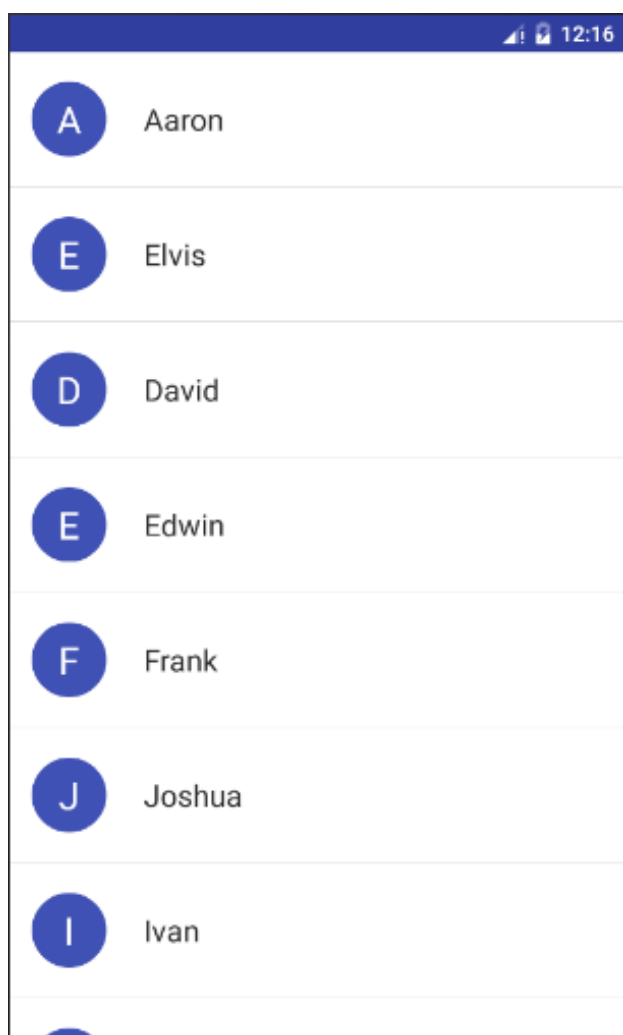 12:16
A Aaron
E Elvis
D David
E Edwin
F Frank
J Joshua
I Ivan